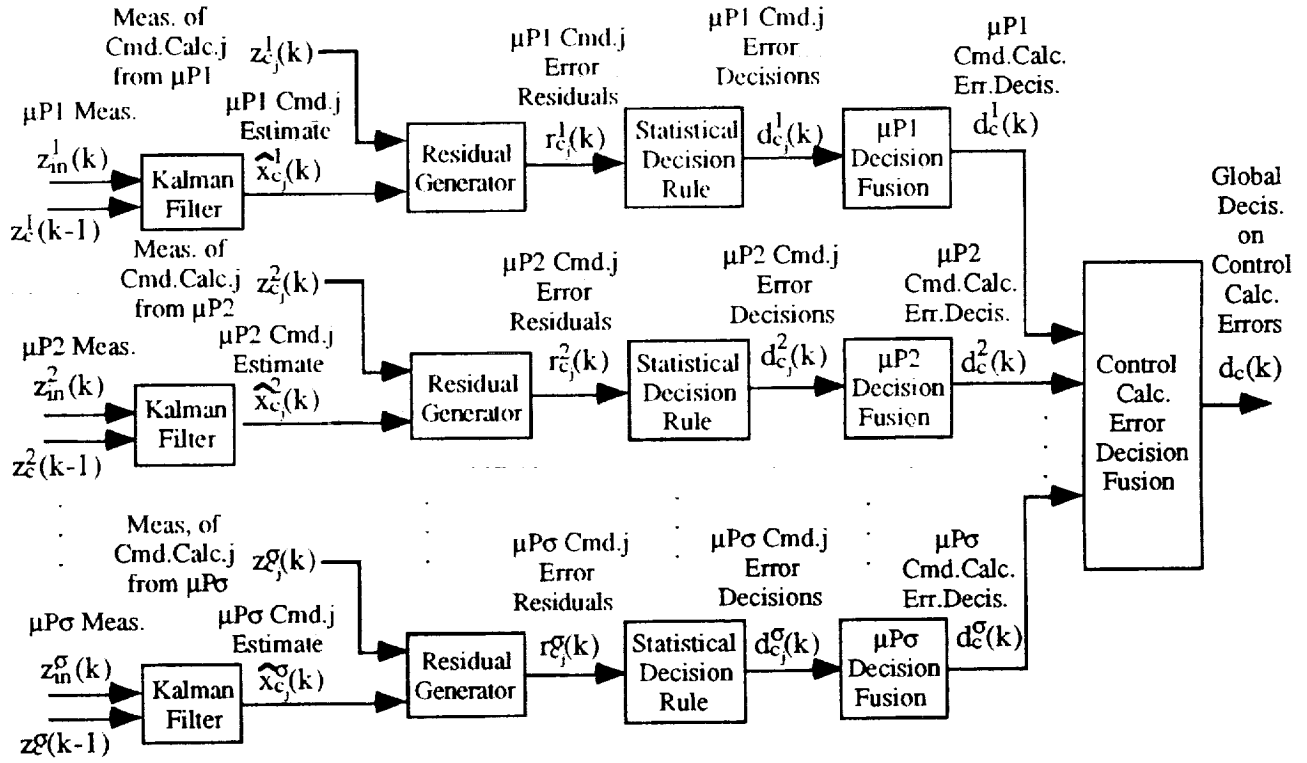 Meas. of
Cmd.Calc.j
from μP1
z¹cj(k)
μP1 Cmd.j
Error
Residuals
μP1 Cmd.j
Error
Decisions
μP1
Cmd.Calc.
Err.Decis.
d¹c(k)
μP1 Meas.
z¹in(k)
z¹c(k-1)
Kalman
Filter
μP1 Cmd.j
Estimate
x̂¹cj(k)
Residual
Generator
r¹cj(k)
Statistical
Decision
Rule
d¹cj(k)
μP1
Decision
Fusion
Meas. of
Cmd.Calc.j
from μP2
z²cj(k)
μP2 Cmd.j
Error
Residuals
μP2 Cmd.j
Error
Decisions
μP2
Cmd.Calc.
Err.Decis.
d²c(k)
μP2 Meas.
z²in(k)
z²c(k-1)
Kalman
Filter
μP2 Cmd.j
Estimate
x̂²cj(k)
Residual
Generator
r²cj(k)
Statistical
Decision
Rule
d²cj(k)
μP2
Decision
Fusion
Meas, of
Cmd.Calc.j
from μPσ
zσcj(k)
μPσ Cmd.j
Error
Residuals
μPσ Cmd.j
Error
Decisions
μPσ
Cmd.Calc.
Err.Decis.
dσc(k)
μPσ Meas.
zσin(k)
zσc(k-1)
Kalman
Filter
μPσ Cmd.j
Estimate
x̂σcj(k)
Residual
Generator
rσcj(k)
Statistical
Decision
Rule
dσcj(k)
μPσ
Decision
Fusion
Control
Calc.
Error
Decision
Fusion
Global
Decis.
on
Control
Calc.
Errors
dc(k)